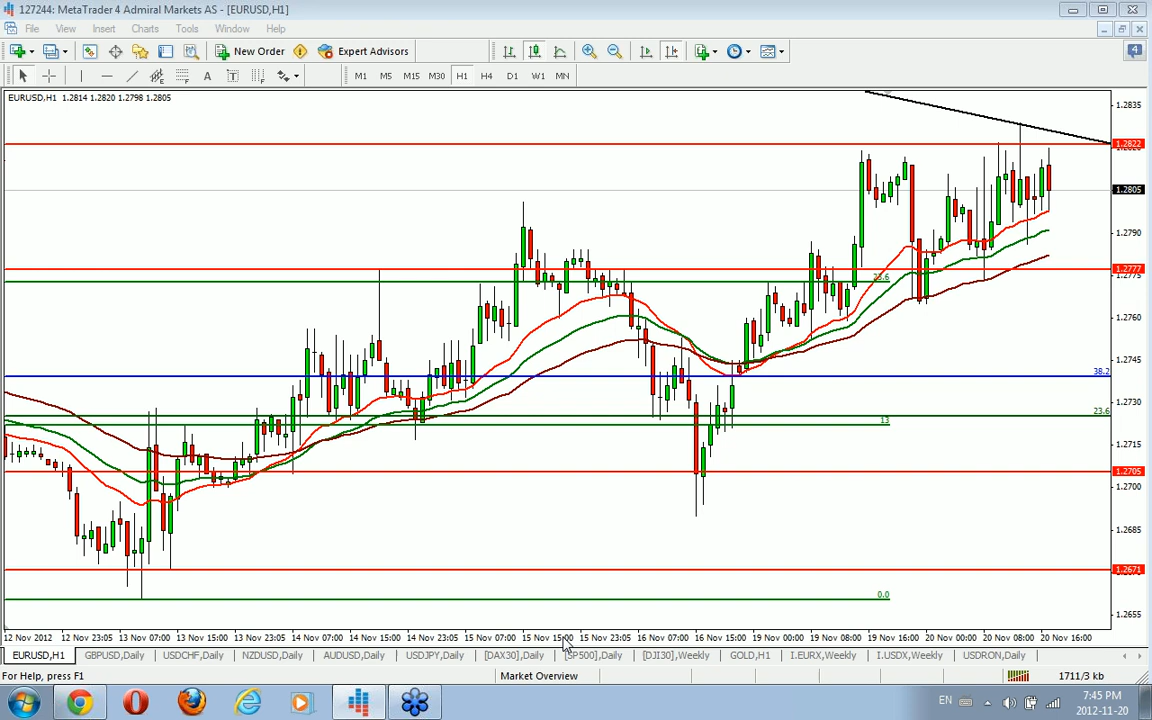 127244: MetaTrader 4 Admiral Markets AS - [EURUSD,H1]
File View Insert Charts Tools Window Help
New Order Expert Advisors 4
A T M1 M5 M15 M30 H1 H4 D1 W1 MN
EURUSD,H1 1.2814 1.2820 1.2798 1.2805
1.2835
1.2822
1.2805
1.2790
1.2777
1.2775
23.6
1.2760
1.2745
38.2
1.2730
23.6
13
1.2715
1.2705
1.2700
1.2685
1.2671
0.0
1.2655
12 Nov 2012 12 Nov 23:05 13 Nov 07:00 13 Nov 15:00 13 Nov 23:05 14 Nov 07:00 14 Nov 15:00 14 Nov 23:05 15 Nov 07:00 15 Nov 15:00 15 Nov 23:05 16 Nov 07:00 16 Nov 15:00 19 Nov 00:00 19 Nov 08:00 19 Nov 16:00 20 Nov 00:00 20 Nov 08:00 20 Nov 16:00
EURUSD,H1 GBPUSD,Daily USDCHF,Daily NZDUSD,Daily AUDUSD,Daily USDJPY,Daily [DAX30],Daily [SP500],Daily [DJI30],Weekly GOLD,H1 I.EURX,Weekly I.USDX,Weekly USDRON,Daily
For Help, press F1 Market Overview 1711/3 kb
EN 7:45 PM
2012-11-20